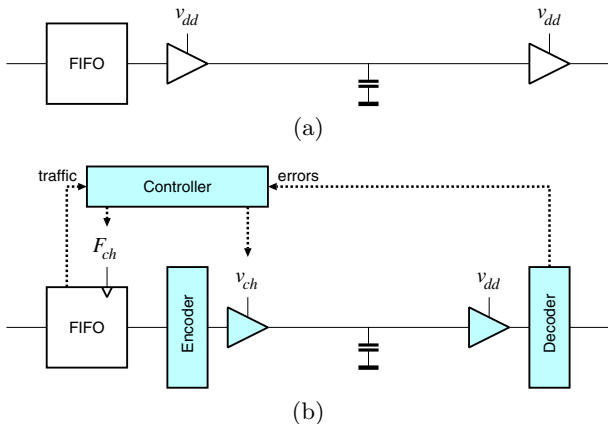 v_dd v_dd
FIFO
(a)
traffic Controller errors
F_ch
v_ch v_dd
FIFO Encoder Decoder
(b)